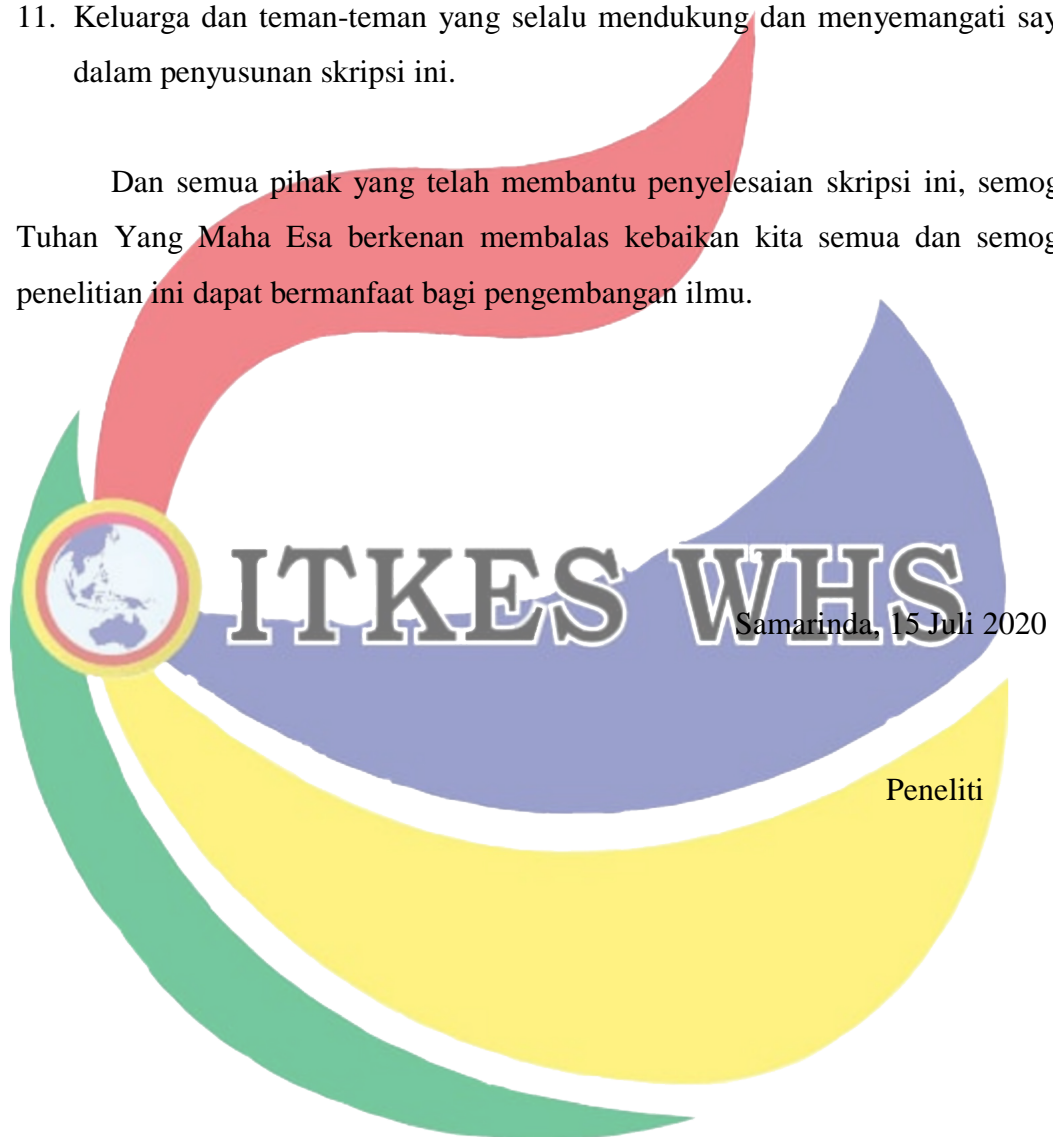 11. Keluarga dan teman-teman yang selalu mendukung dan menyemangati say
dalam penyusunan skripsi ini.
Dan semua pihak yang telah membantu penyelesaian skripsi ini, semog
Tuhan Yang Maha Esa berkenan membalas kebaikan kita semua dan semog
penelitian ini dapat bermanfaat bagi pengembangan ilmu.
ITKES WHS
Samarinda, 15 Juli 2020
Peneliti